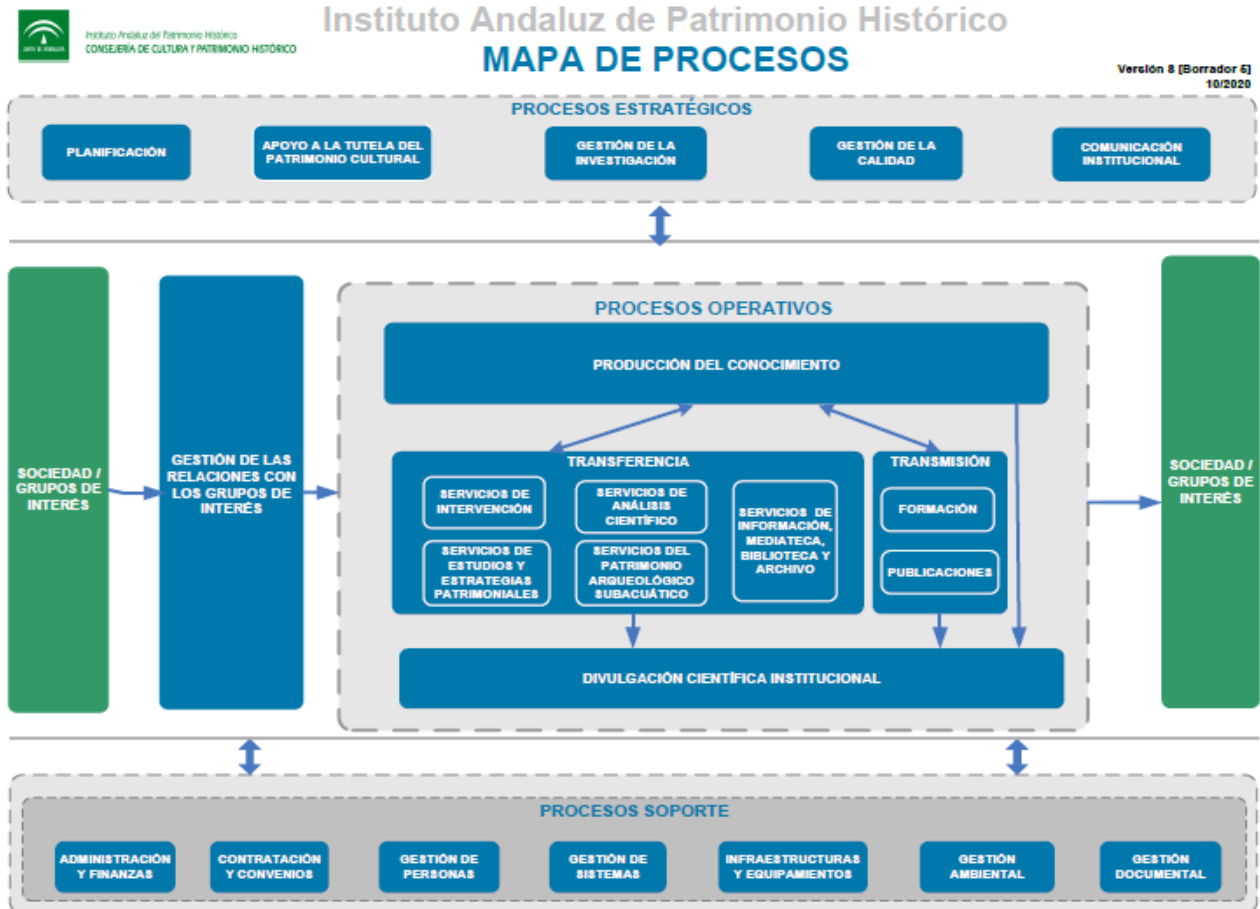 Instituto Andaluz de Patrimonio Histórico
JUNTA DE ANDALUCIA
Instituto Andaluz del Patrimonio Histórico
CONSEJERÍA DE CULTURA Y PATRIMONIO HISTÓRICO
MAPA DE PROCESOS
Versión 8 [Borrador 5]
10/2020
PROCESOS ESTRATÉGICOS
PLANIFICACIÓN
APOYO A LA TUTELA DEL
PATRIMONIO CULTURAL
GESTIÓN DE LA
INVESTIGACIÓN
GESTIÓN DE LA
CALIDAD
COMUNICACIÓN
INSTITUCIONAL
SOCIEDAD /
GRUPOS DE
INTERÉS
GESTIÓN DE LAS
RELACIONES CON
LOS GRUPOS DE
INTERÉS
PROCESOS OPERATIVOS
PRODUCCIÓN DEL CONOCIMIENTO
TRANSFERENCIA
SERVICIOS DE
INTERVENCIÓN
SERVICIOS DE
ANÁLISIS
CIENTÍFICO
SERVICIOS DE
ESTUDIOS Y
ESTRATEGIAS
PATRIMONIALES
SERVICIOS DEL
PATRIMONIO
ARQUEOLÓGICO
SUBACUÁTICO
SERVICIOS DE
INFORMACIÓN,
MEDIATECA,
BIBLIOTECA Y
ARCHIVO
TRANSMISIÓN
FORMACIÓN
PUBLICACIONES
DIVULGACIÓN CIENTÍFICA INSTITUCIONAL
SOCIEDAD /
GRUPOS DE
INTERÉS
PROCESOS SOPORTE
ADMINISTRACIÓN
Y FINANZAS
CONTRATACIÓN
Y CONVENIOS
GESTIÓN DE
PERSONAS
GESTIÓN DE
SISTEMAS
INFRAESTRUCTURAS
Y EQUIPAMIENTOS
GESTIÓN
AMBIENTAL
GESTIÓN
DOCUMENTAL